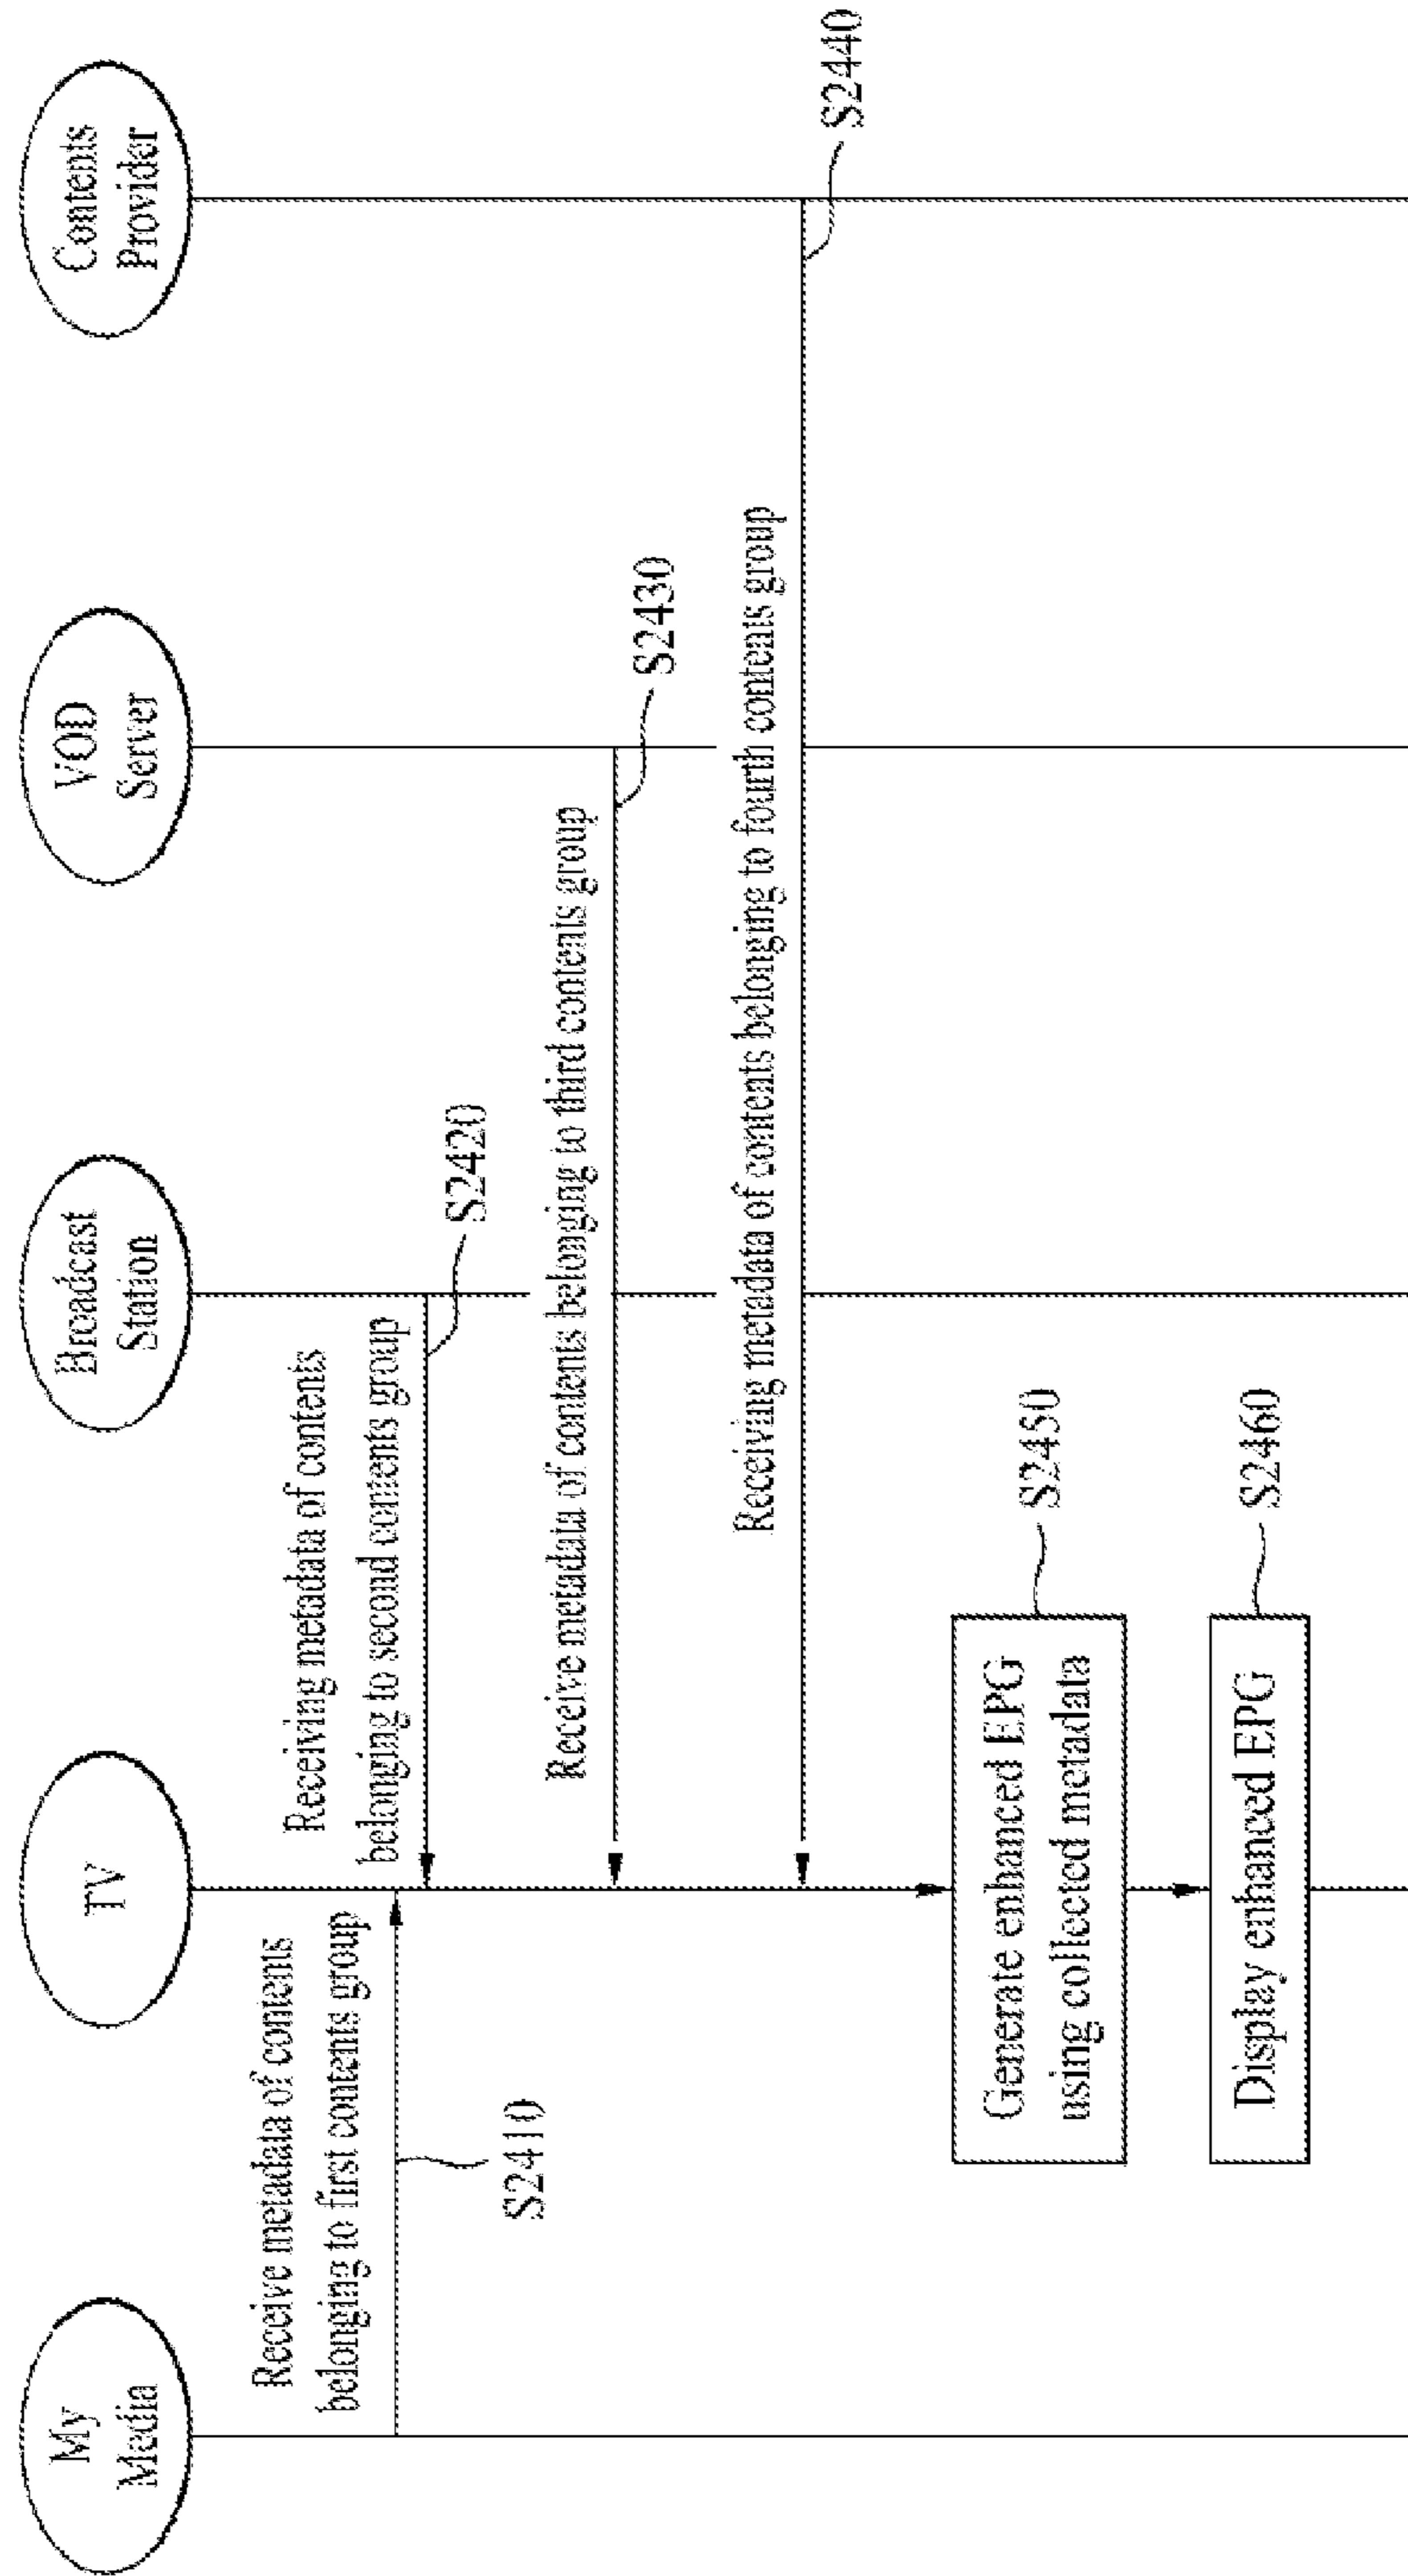 My
Media
TV
Broadcast
Station
VOD
Server
Contents
Provider
Receive metadata of contents
belonging to first contents group
S2410
Receiving metadata of contents
belonging to second contents group
S2420
Receive metadata of contents belonging to third contents group
S2430
Receiving metadata of contents belonging to fourth contents group
S2440
Generate enhanced EPG
using collected metadata
S2450
Display enhanced EPG
S2460